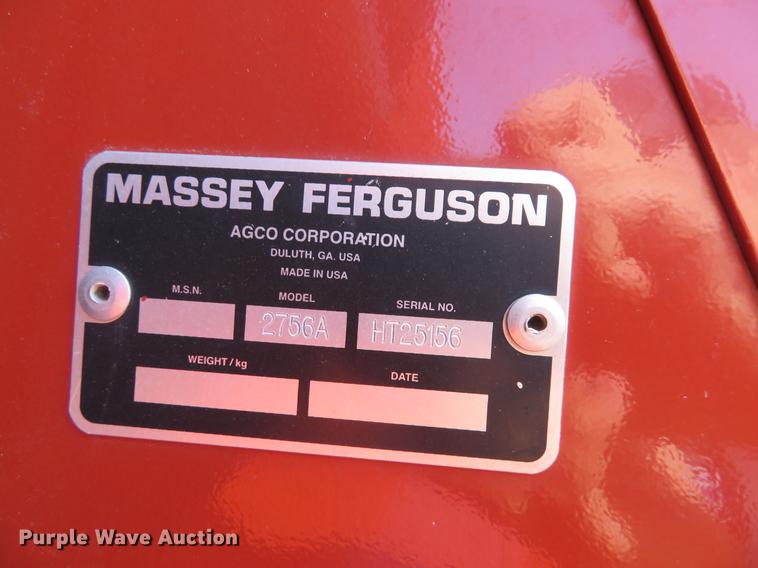 MASSEY FERGUSON
AGCO CORPORATION
DULUTH, GA. USA
MADE IN USA
M.S.N. MODEL SERIAL NO.
2756A HT25156
WEIGHT / kg DATE
Purple Wave Auction